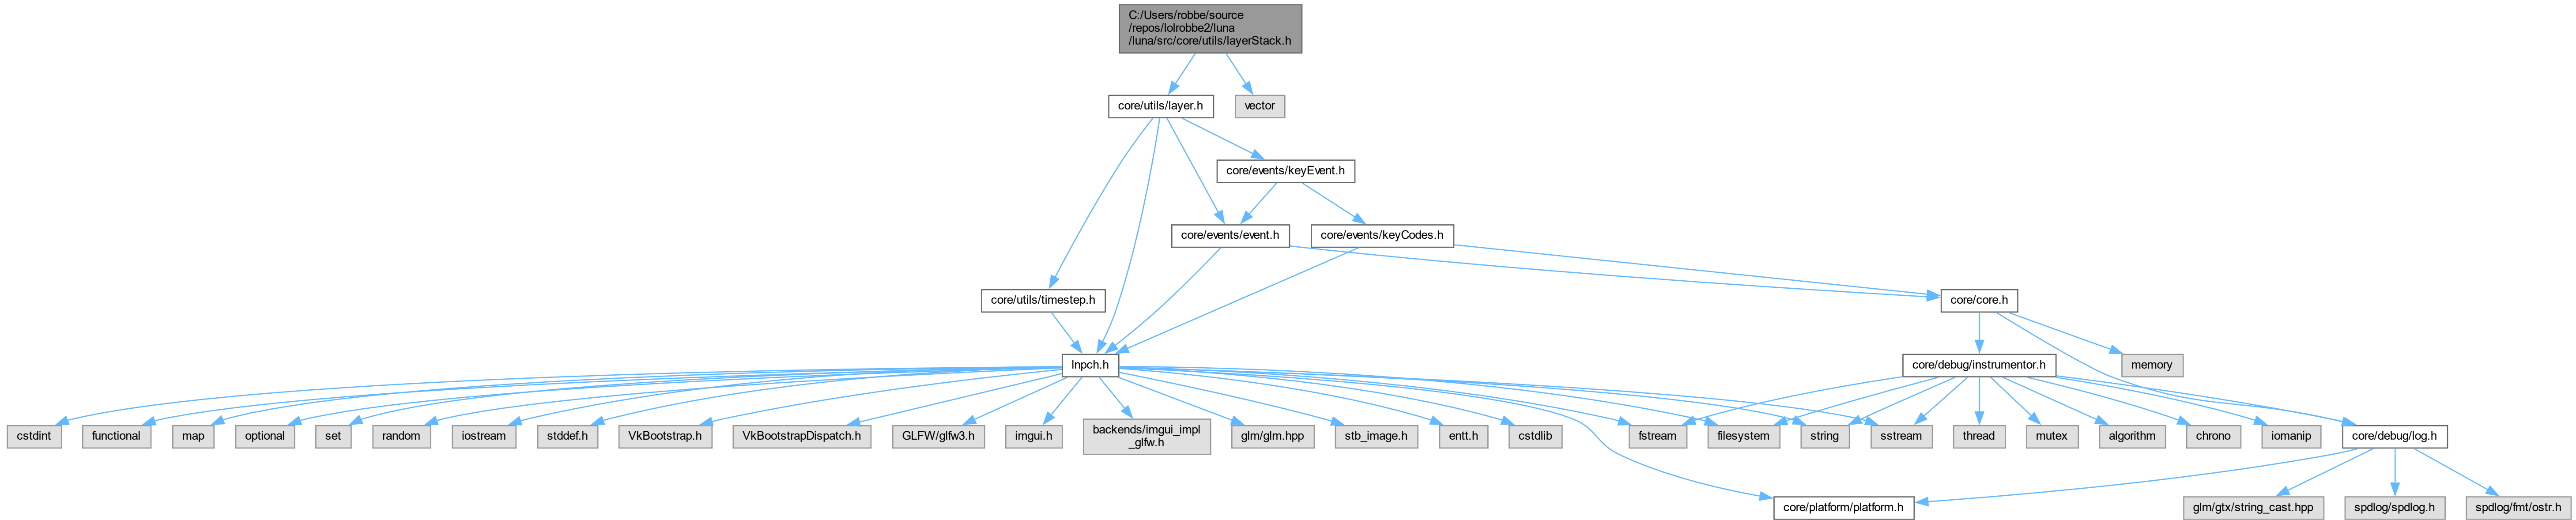 C:/Users/robbe/source
/repos/lolrobbe2/luna
/luna/src/core/utils/layerStack.h
core/utils/layer.h
vector
core/events/keyEvent.h
core/events/event.h
core/events/keyCodes.h
core/utils/timestep.h
core/core.h
lnpch.h
core/debug/instrumentor.h
memory
cstdint
functional
map
optional
set
random
iostream
stddef.h
VkBootstrap.h
VkBootstrapDispatch.h
GLFW/glfw3.h
imgui.h
backends/imgui_impl
_glfw.h
glm/glm.hpp
stb_image.h
entt.h
cstdlib
fstream
filesystem
string
sstream
thread
mutex
algorithm
chrono
iomanip
core/debug/log.h
core/platform/platform.h
glm/gtx/string_cast.hpp
spdlog/spdlog.h
spdlog/fmt/ostr.h